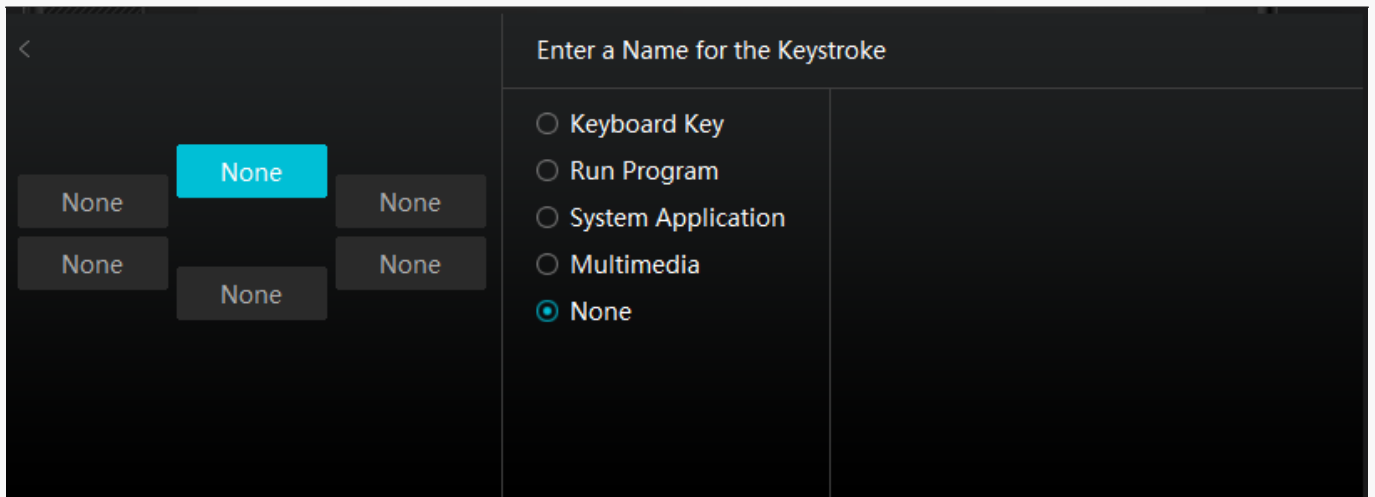 <
Enter a Name for the Keystroke
None
None
None
None
None
None
Keyboard Key
Run Program
System Application
Multimedia
None